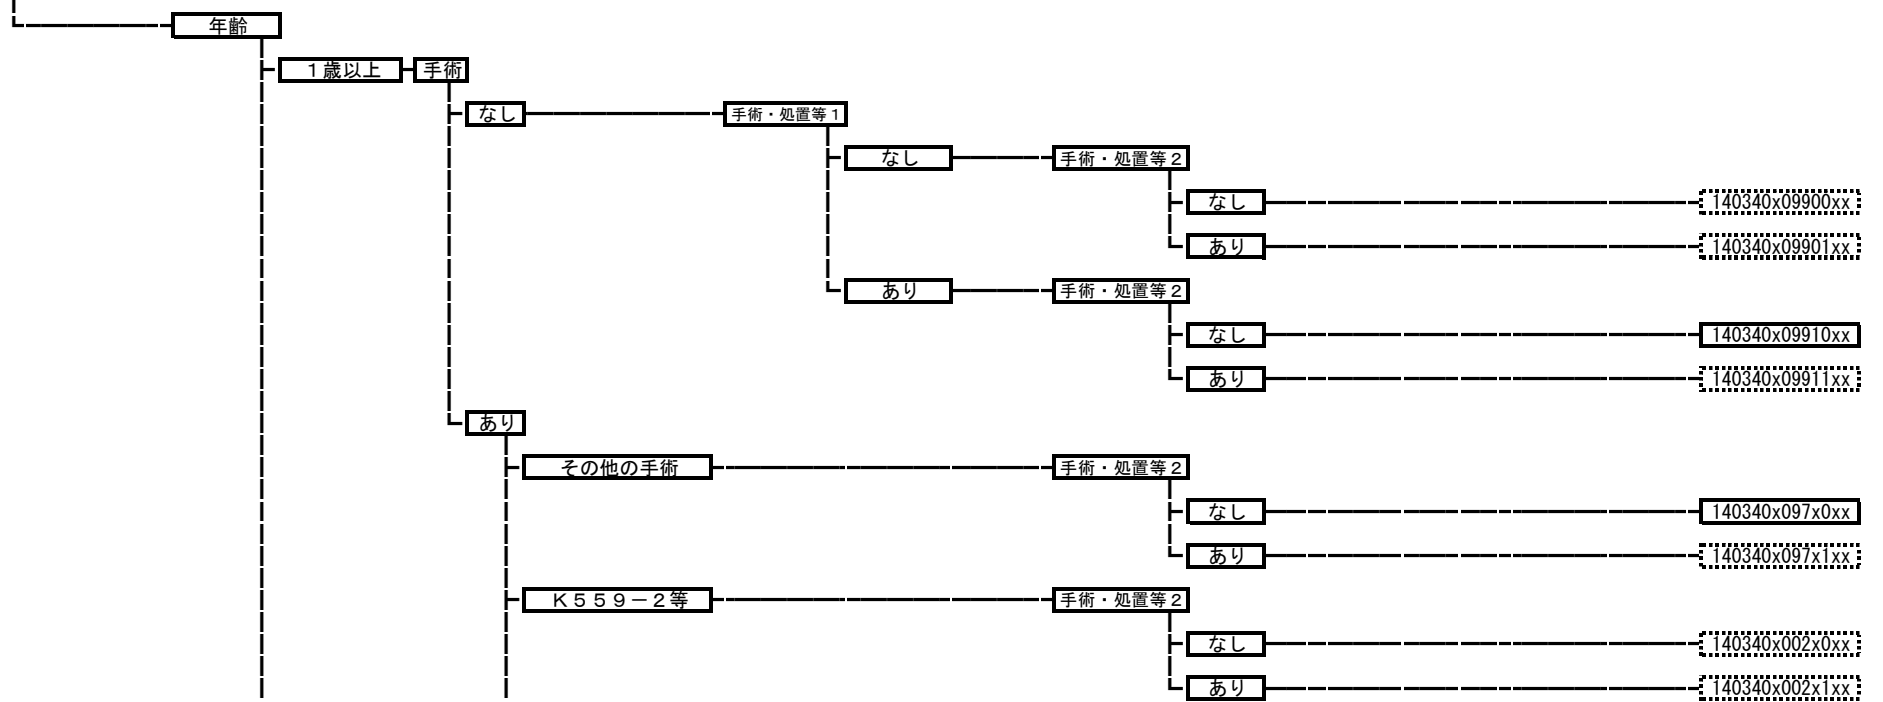 年齢
１歳以上 手術
なし 手術・処置等１
なし 手術・処置等２
なし 140340x09900xx
あり 140340x09901xx
あり 手術・処置等２
なし 140340x09910xx
あり 140340x09911xx
あり
その他の手術 手術・処置等２
なし 140340x097x0xx
あり 140340x097x1xx
Ｋ５５９－２等 手術・処置等２
なし 140340x002x0xx
あり 140340x002x1xx